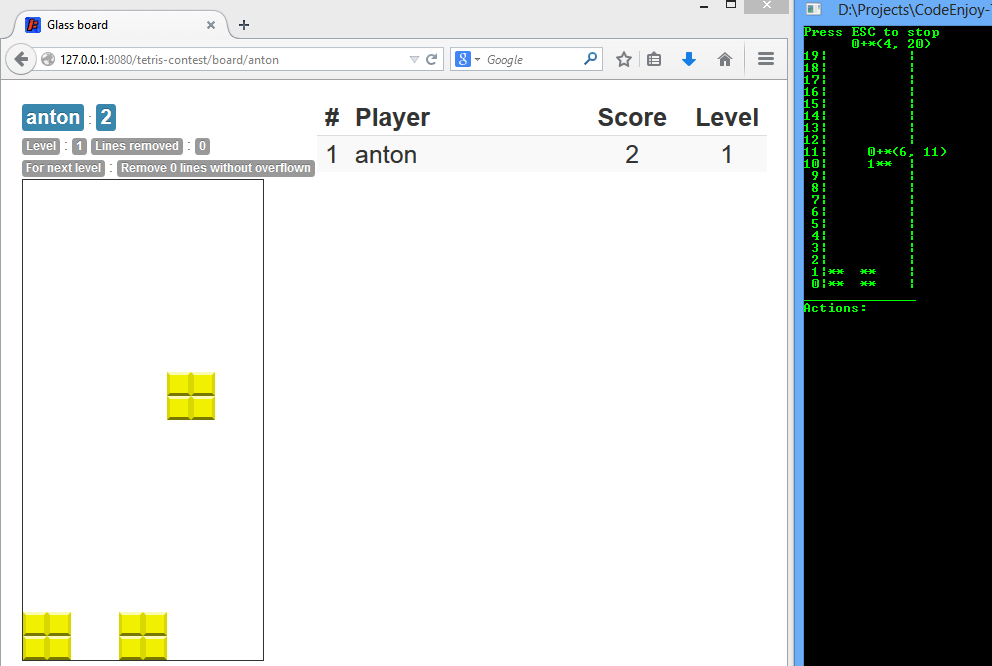 Glass board
127.0.0.1:8080/tetris-contest/board/anton
Google
anton : 2
Level : 1 Lines removed : 0
For next level : Remove 0 lines without overflown
# Player Score Level
1 anton 2 1
D:\Projects\CodeEnjoy-
Press ESC to stop
0+*(4, 20)
19¦ ¦
18¦ ¦
17¦ ¦
16¦ ¦
15¦ ¦
14¦ ¦
13¦ ¦
12¦ ¦
11¦ 0+*(6, 11)
10¦ 1** ¦
9¦ ¦
8¦ ¦
7¦ ¦
6¦ ¦
5¦ ¦
4¦ ¦
3¦ ¦
2¦ ¦
1¦** ** ¦
0¦** ** ¦
Actions: